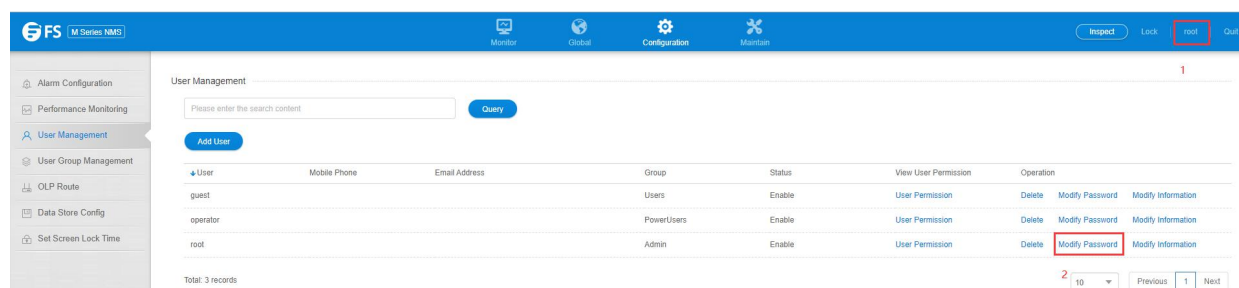 FS M Series NMS
Monitor Global Configuration Maintain
Inspect Lock root Quit
1
Alarm Configuration
Performance Monitoring
User Management
User Group Management
OLP Route
Data Store Config
Set Screen Lock Time
User Management
Please enter the search content Query
Add User
User Mobile Phone Email Address Group Status View User Permission Operation
guest Users Enable User Permission Delete Modify Password Modify Information
operator PowerUsers Enable User Permission Delete Modify Password Modify Information
root Admin Enable User Permission Delete Modify Password Modify Information
Total: 3 records 2 10 Previous 1 Next